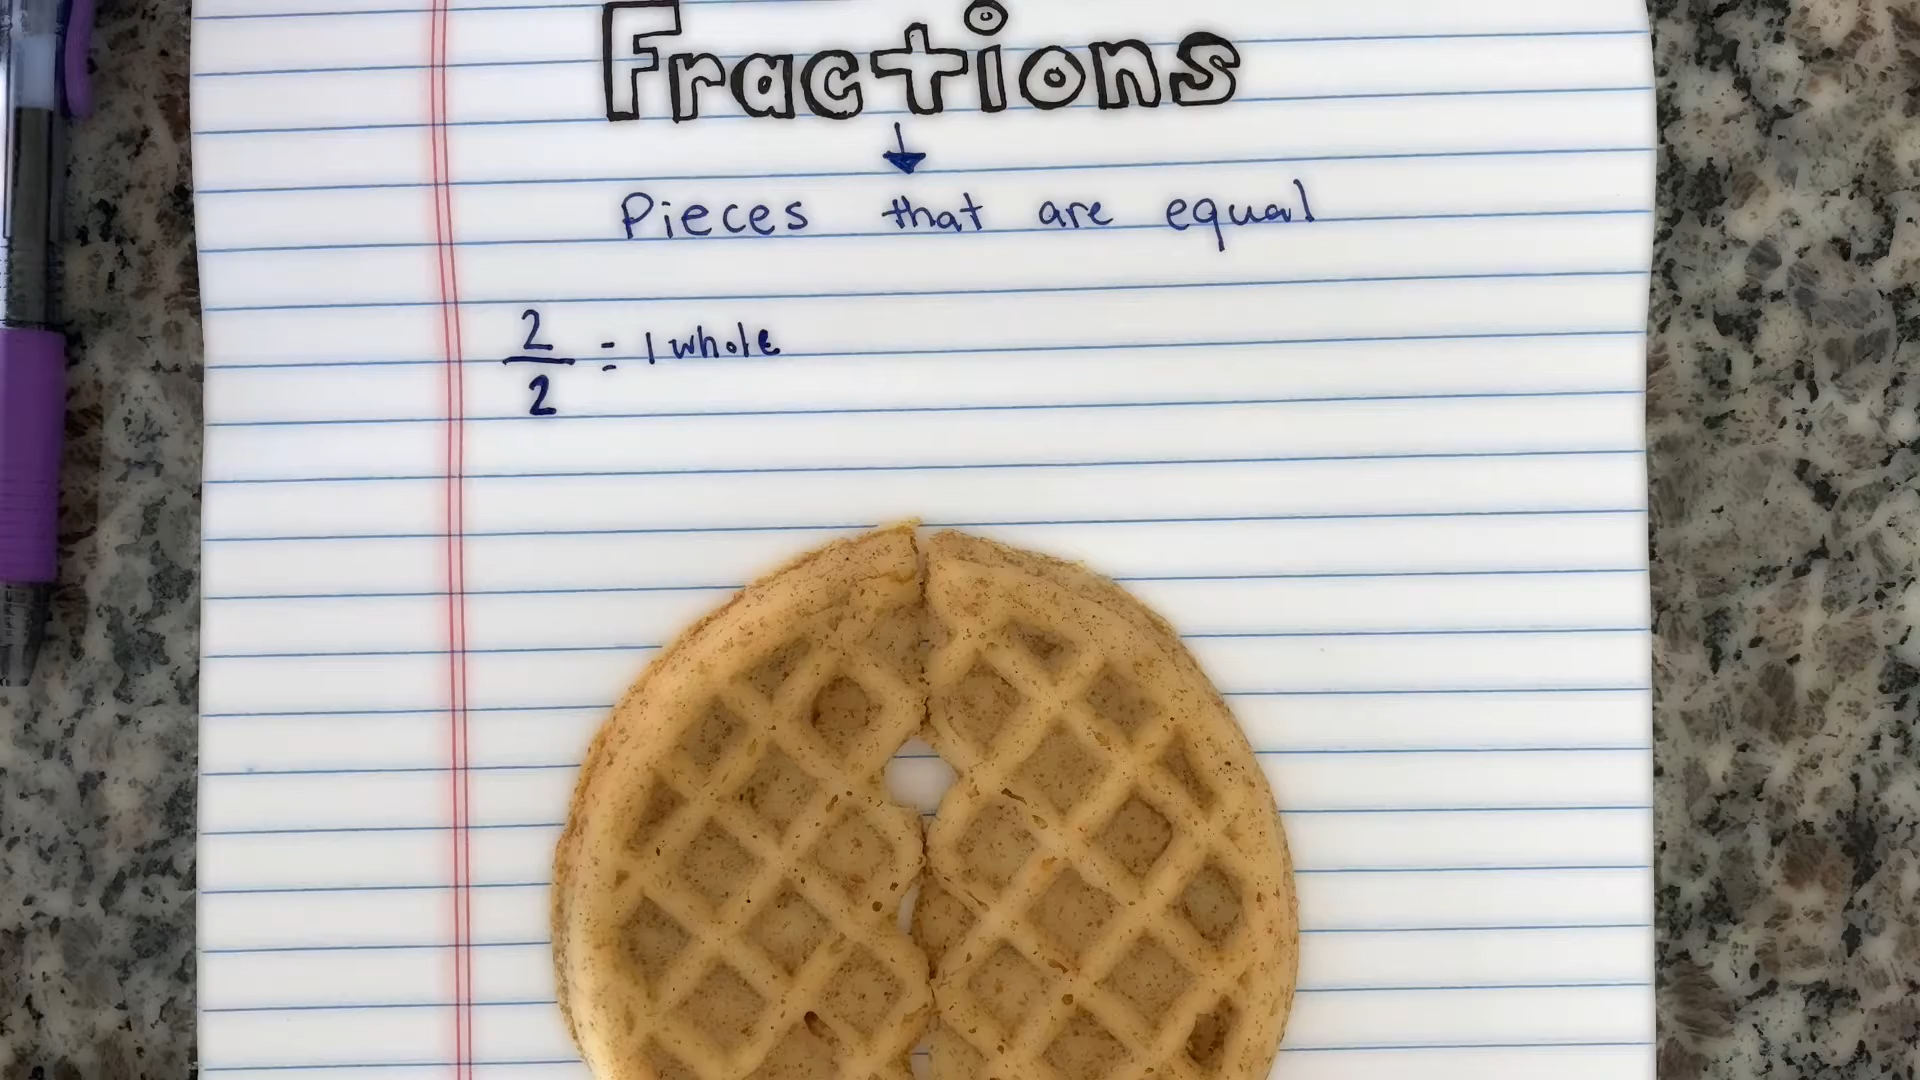 Fractions
Pieces that are equal
2
2
= 1 whole